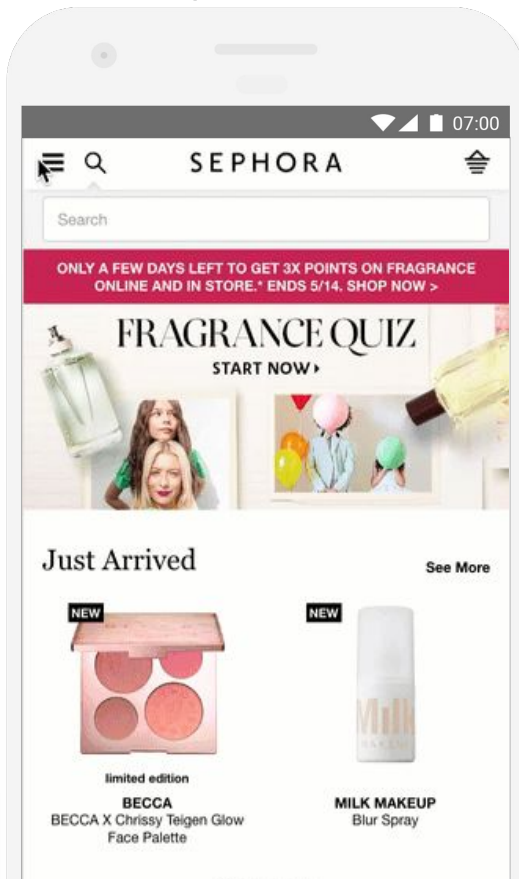 07:00
SEPHORA
Search
ONLY A FEW DAYS LEFT TO GET 3X POINTS ON FRAGRANCE
ONLINE AND IN STORE.* ENDS 5/14. SHOP NOW >
FRAGRANCE QUIZ
START NOW
Just Arrived
See More
NEW
NEW
Milk
MAKEUP
limited edition
BECCA
BECCA X Chrissy Teigen Glow
Face Palette
MILK MAKEUP
Blur Spray